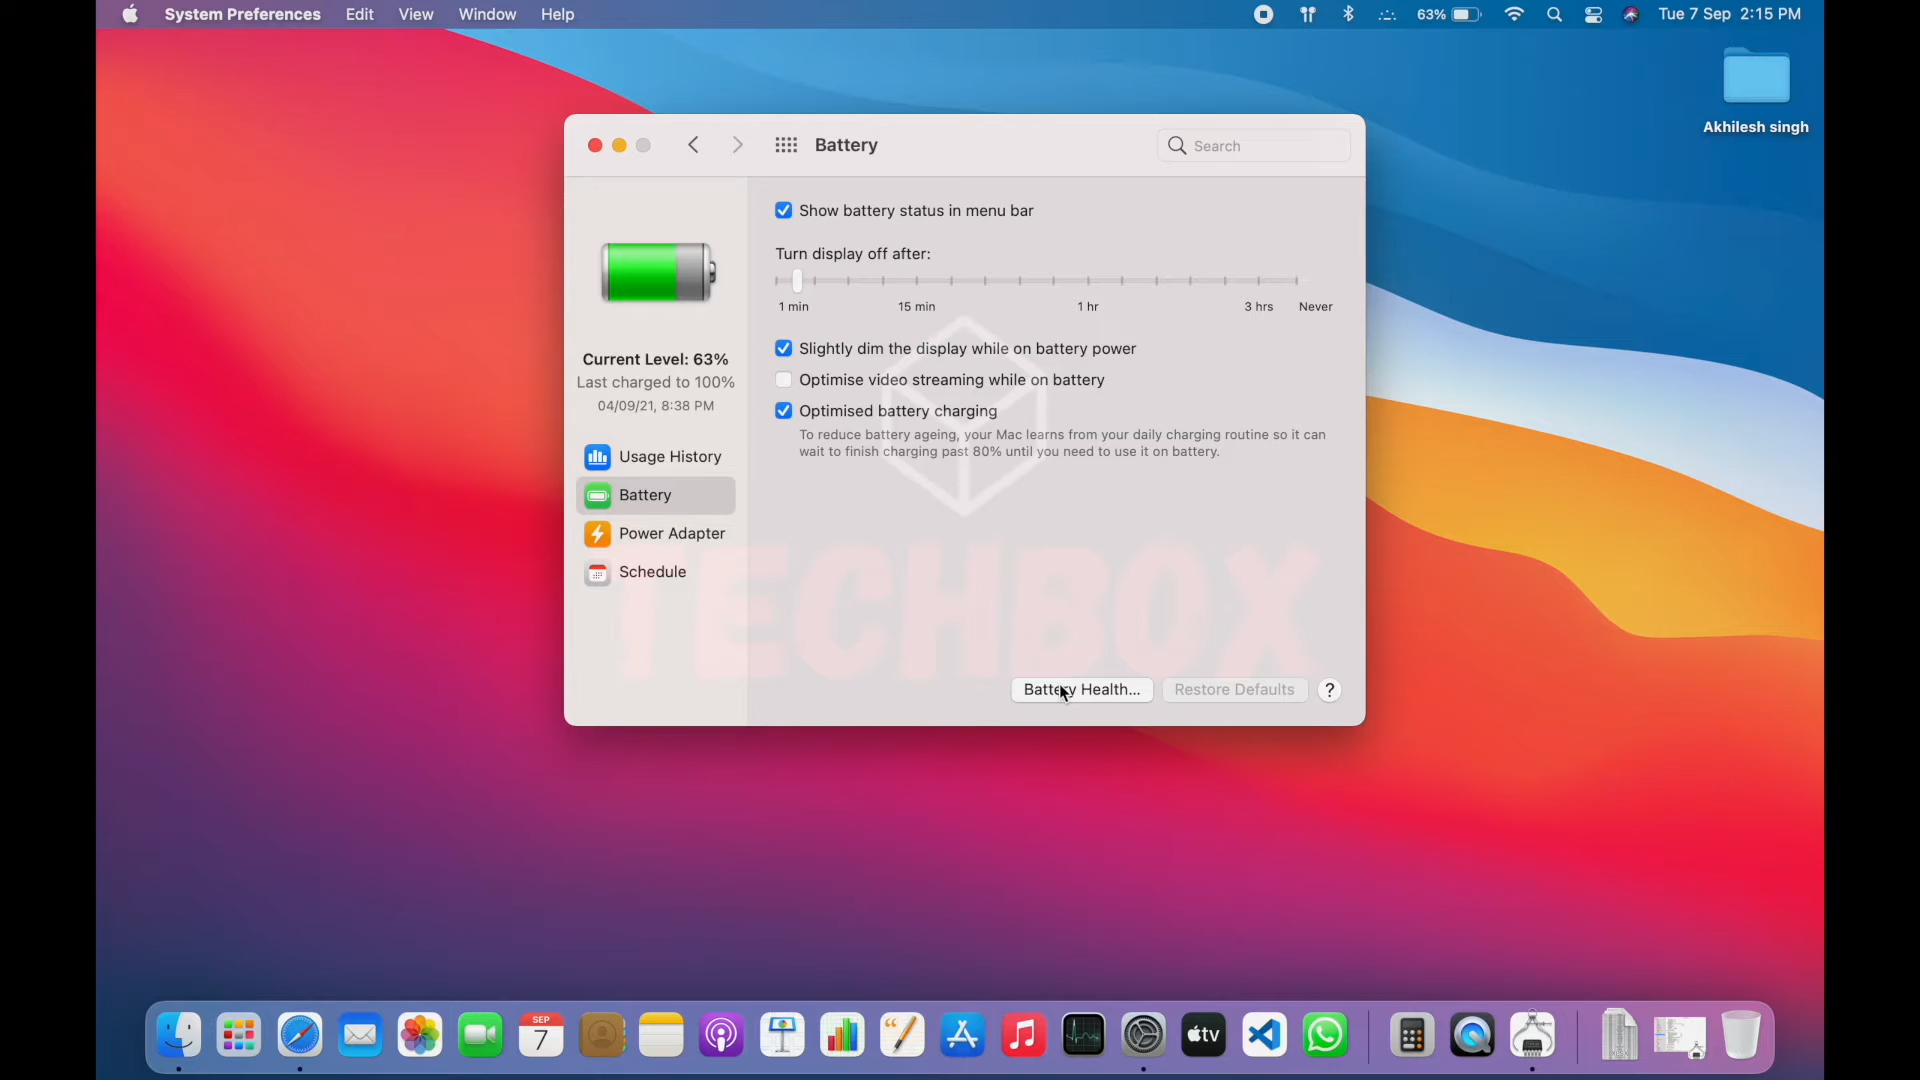 System Preferences Edit View Window Help
63% Tue 7 Sep 2:15 PM
Akhilesh singh
Battery
Search
Show battery status in menu bar
Turn display off after:
1 min 15 min 1 hr 3 hrs Never
Current Level: 63%
Last charged to 100%
04/09/21, 8:38 PM
Usage History
Battery
Power Adapter
Schedule
Slightly dim the display while on battery power
Optimise video streaming while on battery
Optimised battery charging
To reduce battery ageing, your Mac learns from your daily charging routine so it can
wait to finish charging past 80% until you need to use it on battery.
TECHBOX
Battery Health... Restore Defaults ?
SEP
7
tv